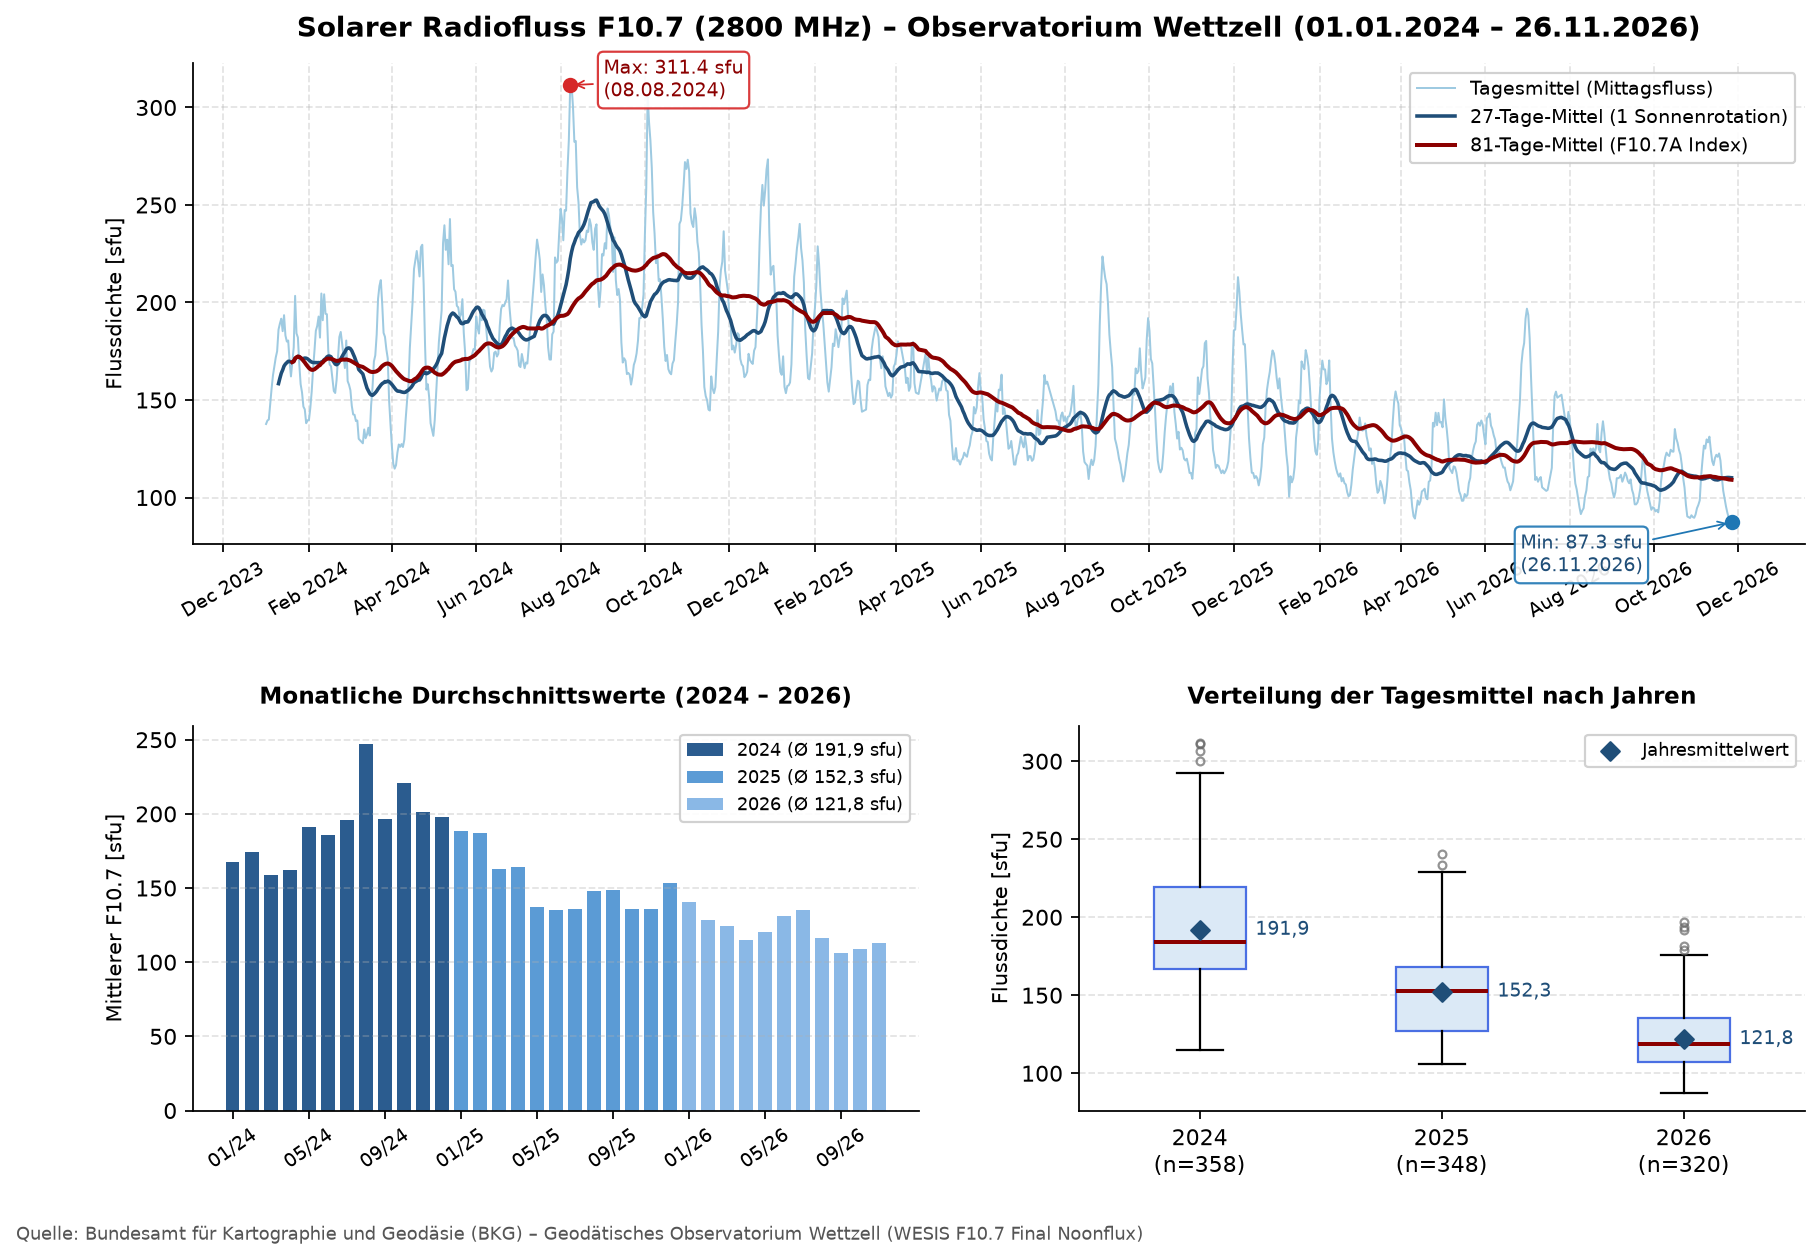 Solarer Radiofluss F10.7 (2800 MHz) – Observatorium Wettzell (01.01.2024 – 26.11.2026)
Max: 311.4 sfu
(08.08.2024)
Tagesmittel (Mittagsfluss)
27-Tage-Mittel (1 Sonnenrotation)
81-Tage-Mittel (F10.7A Index)
Flussdichte [sfu]
300
250
200
150
100
Min: 87.3 sfu
(26.11.2026)
Dec 2023
Feb 2024
Apr 2024
Jun 2024
Aug 2024
Oct 2024
Dec 2024
Feb 2025
Apr 2025
Jun 2025
Aug 2025
Oct 2025
Dec 2025
Feb 2026
Apr 2026
Jun 2026
Aug 2026
Oct 2026
Dec 2026
Monatliche Durchschnittswerte (2024 – 2026)
2024 (Ø 191,9 sfu)
2025 (Ø 152,3 sfu)
2026 (Ø 121,8 sfu)
Mittlerer F10.7 [sfu]
250
200
150
100
50
0
01/24
05/24
09/24
01/25
05/25
09/25
01/26
05/26
09/26
Verteilung der Tagesmittel nach Jahren
Jahresmittelwert
Flussdichte [sfu]
300
250
200
150
100
191,9
152,3
121,8
2024
(n=358)
2025
(n=348)
2026
(n=320)
Quelle: Bundesamt für Kartographie und Geodäsie (BKG) – Geodätisches Observatorium Wettzell (WESIS F10.7 Final Noonflux)